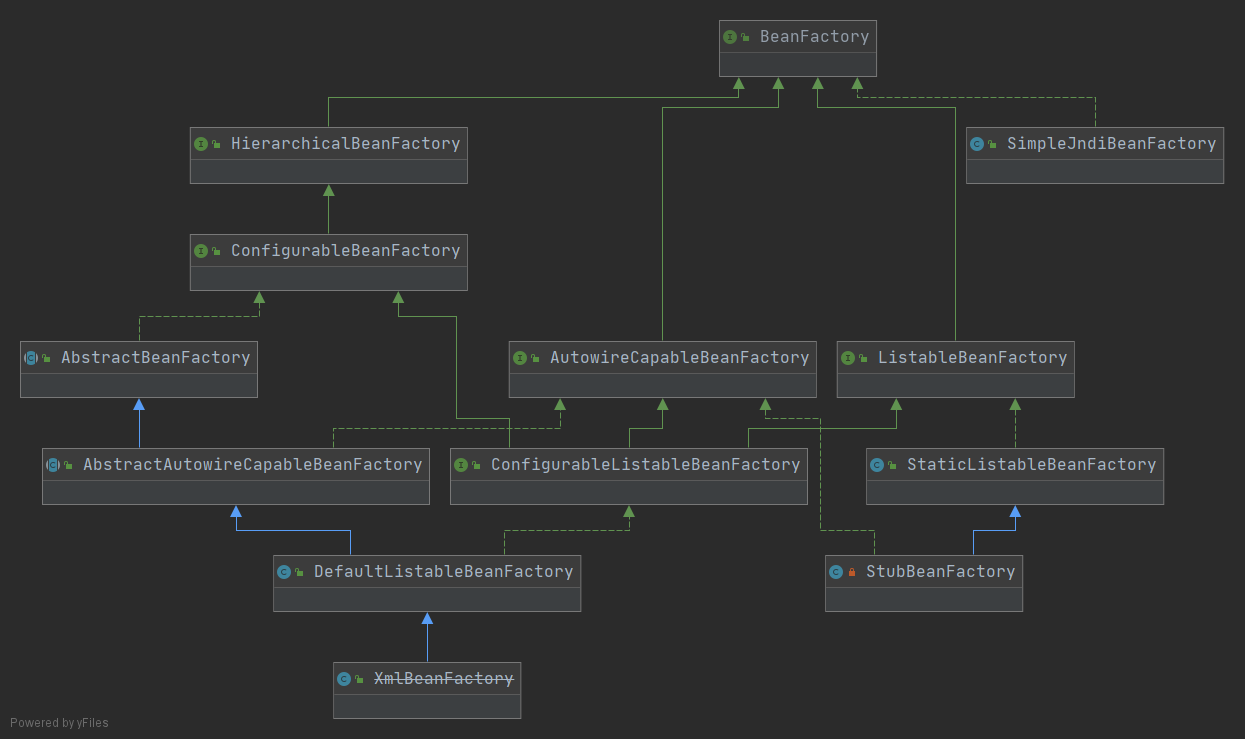 BeanFactory
HierarchicalBeanFactory
SimpleJndiBeanFactory
ConfigurableBeanFactory
AbstractBeanFactory
AutowireCapableBeanFactory
ListableBeanFactory
AbstractAutowireCapableBeanFactory
ConfigurableListableBeanFactory
StaticListableBeanFactory
DefaultListableBeanFactory
StubBeanFactory
XmlBeanFactory
Powered by yFiles